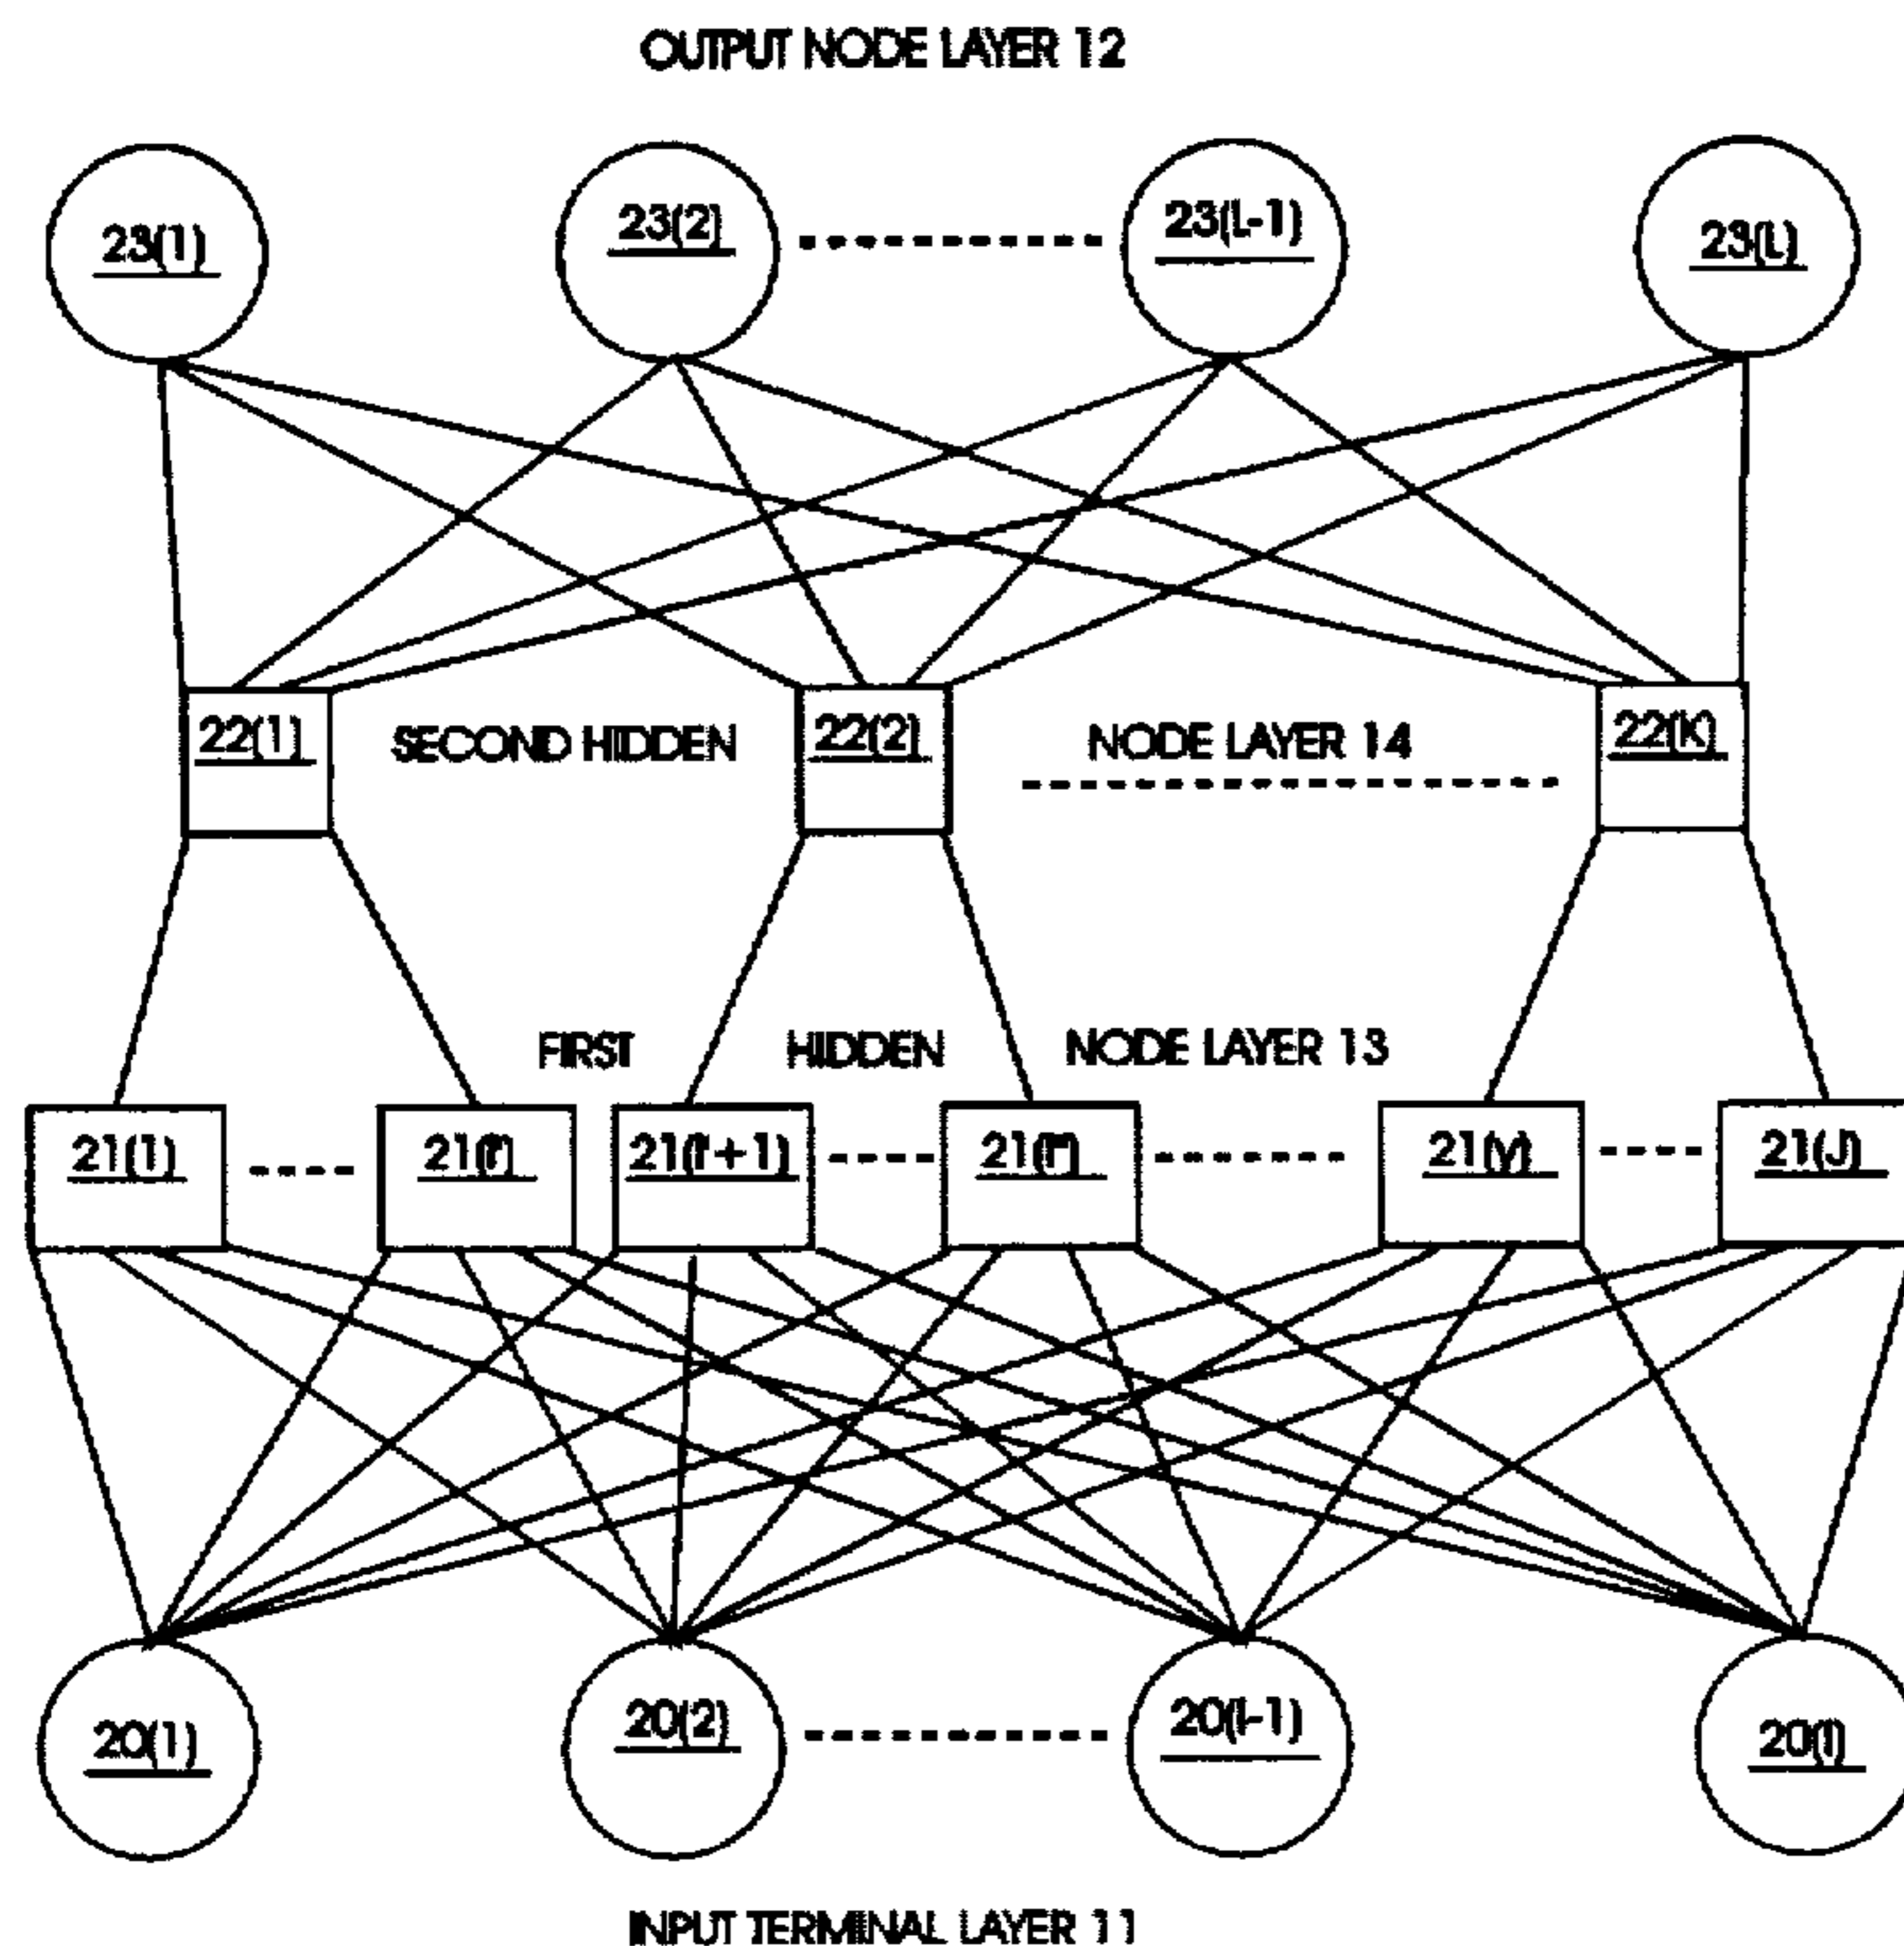 OUTPUT NODE LAYER 12
23(1) 23(2) 23(L-1) 23(L)
22(1) SECOND HIDDEN 22(2) NODE LAYER 14 22(K)
FIRST HIDDEN NODE LAYER 13
21(1) 21(r+1) 21(J)
20(1) 20(2) 20(I-1) 20(I)
INPUT TERMINAL LAYER 11